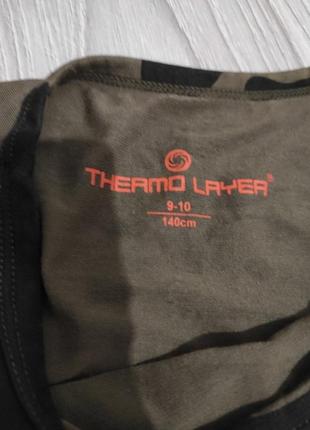 THERMO LAYER
9-10
140cm